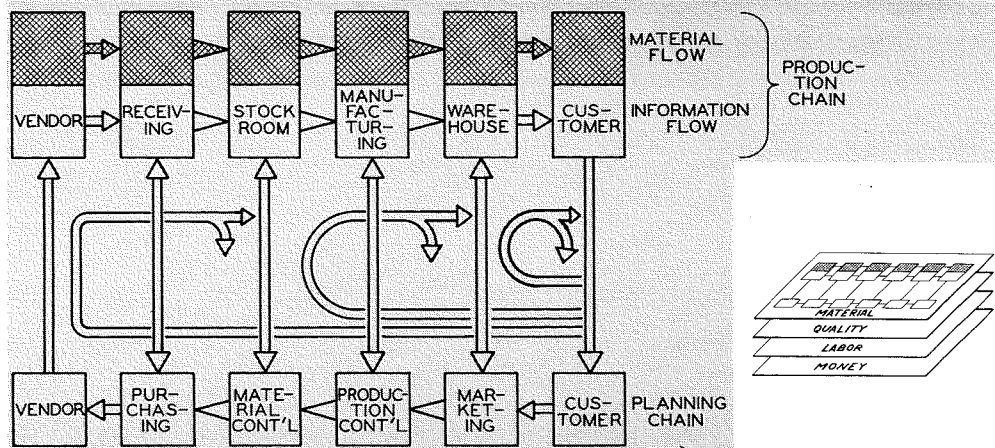 MATERIAL
FLOW
PRODUC-
TION
CHAIN
VENDOR
RECEIV-
ING
STOCK
ROOM
MANU-
FAC-
TURING
WARE-
HOUSE
CUS-
TOMER
INFORMATION
FLOW
MATERIAL
QUALITY
LABOR
MONEY
VENDOR
PUR-
CHAS-
ING
MATE-
RIAL
CONT'L
PRODUC-
TION
CONT'L
MAR-
KET-
ING
CUS-
TOMER
PLANNING
CHAIN